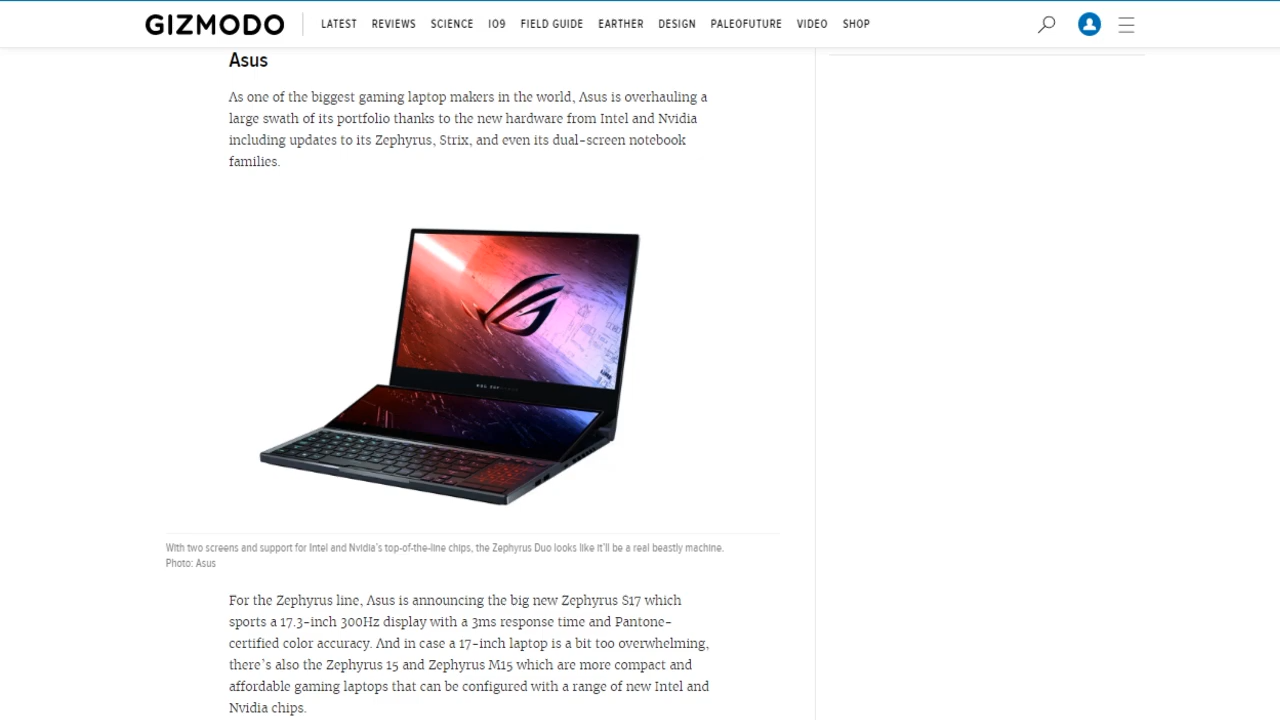 GIZMODO
LATEST REVIEWS SCIENCE IO9 FIELD GUIDE EARTHER DESIGN PALEOFUTURE VIDEO SHOP
Asus
As one of the biggest gaming laptop makers in the world, Asus is overhauling a
large swath of its portfolio thanks to the new hardware from Intel and Nvidia
including updates to its Zephyrus, Strix, and even its dual-screen notebook
families.
With two screens and support for Intel and Nvidia's top-of-the-line chips, the Zephyrus Duo looks like it'll be a real beastly machine.
Photo: Asus
For the Zephyrus line, Asus is announcing the big new Zephyrus S17 which
sports a 17.3-inch 300Hz display with a 3ms response time and Pantone-
certified color accuracy. And in case a 17-inch laptop is a bit too overwhelming,
there's also the Zephyrus 15 and Zephyrus M15 which are more compact and
affordable gaming laptops that can be configured with a range of new Intel and
Nvidia chips.